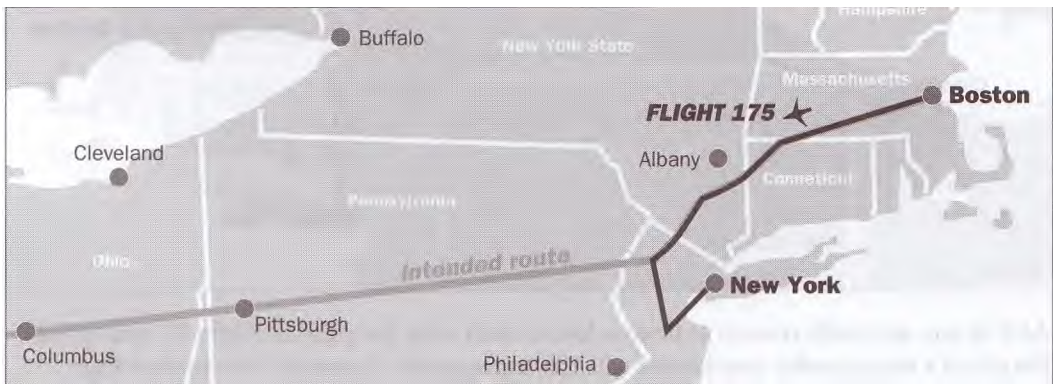 Hampshire
Buffalo
New York State
Massachusetts
Boston
FLIGHT 175
Cleveland
Albany
Connecticut
Pennsylvania
Ohio
Intended route
New York
Pittsburgh
Columbus
Philadelphia